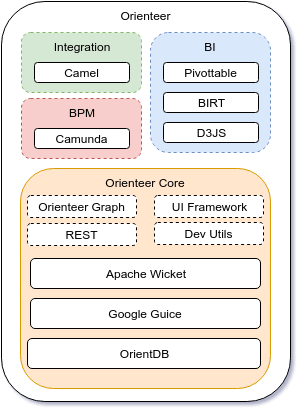 Orienteer
Integration
Camel
BPM
Camunda
BI
Pivottable
BIRT
D3JS
Orienteer Core
Orienteer Graph
UI Framework
REST
Dev Utils
Apache Wicket
Google Guice
OrientDB